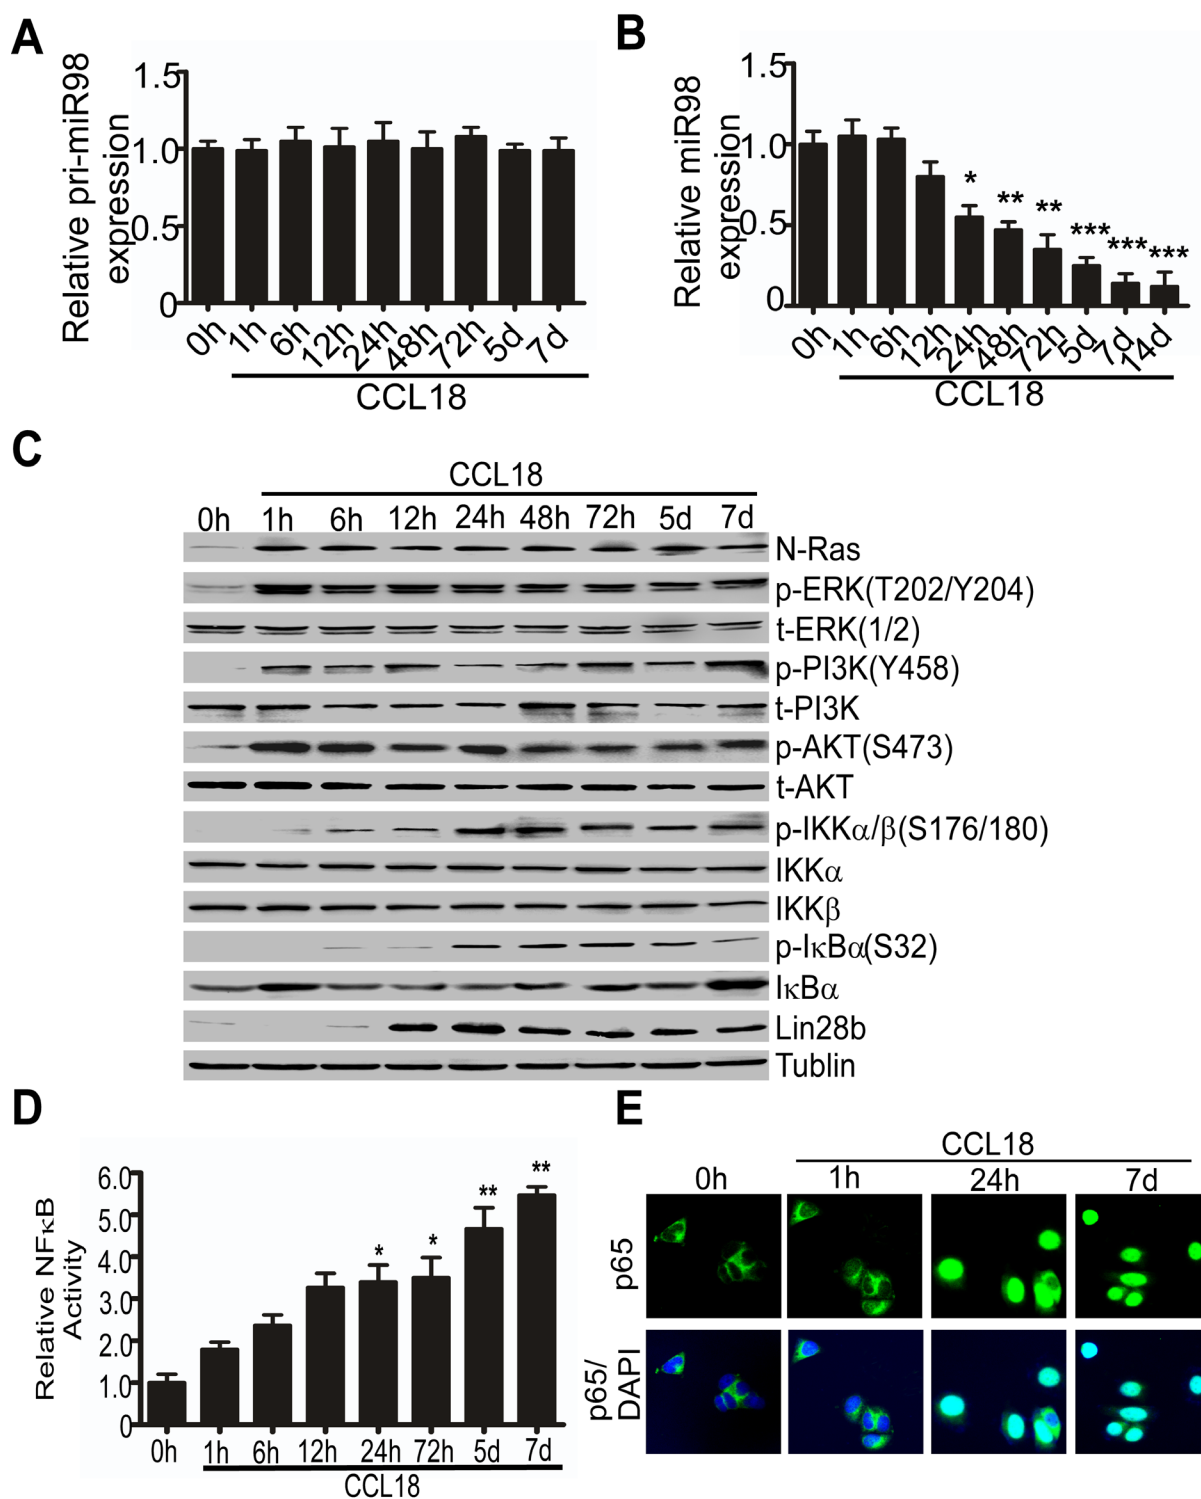 A
Relative pri-miR98
expression
1.5
1.0
0.5
0
0h 1h 6h 12h 24h 48h 72h 5d 7d
CCL18
B
Relative miR98
expression
1.5
1.0
0.5
0
* ** ** *** *** ***
0h 1h 6h 12h 24h 48h 72h 5d 7d 14d
CCL18
C
CCL18
0h 1h 6h 12h 24h 48h 72h 5d 7d
N-Ras
p-ERK(T202/Y204)
t-ERK(1/2)
p-PI3K(Y458)
t-PI3K
p-AKT(S473)
t-AKT
p-IKKα/β(S176/180)
IKKα
IKKβ
p-IκBα(S32)
IκBα
Lin28b
Tublin
D
Relative NFκB
Activity
6.0
5.0
4.0
3.0
2.0
1.0
0
* * ** **
0h 1h 6h 12h 24h 72h 5d 7d
CCL18
E
CCL18
0h 1h 24h 7d
p65
p65/
DAPI